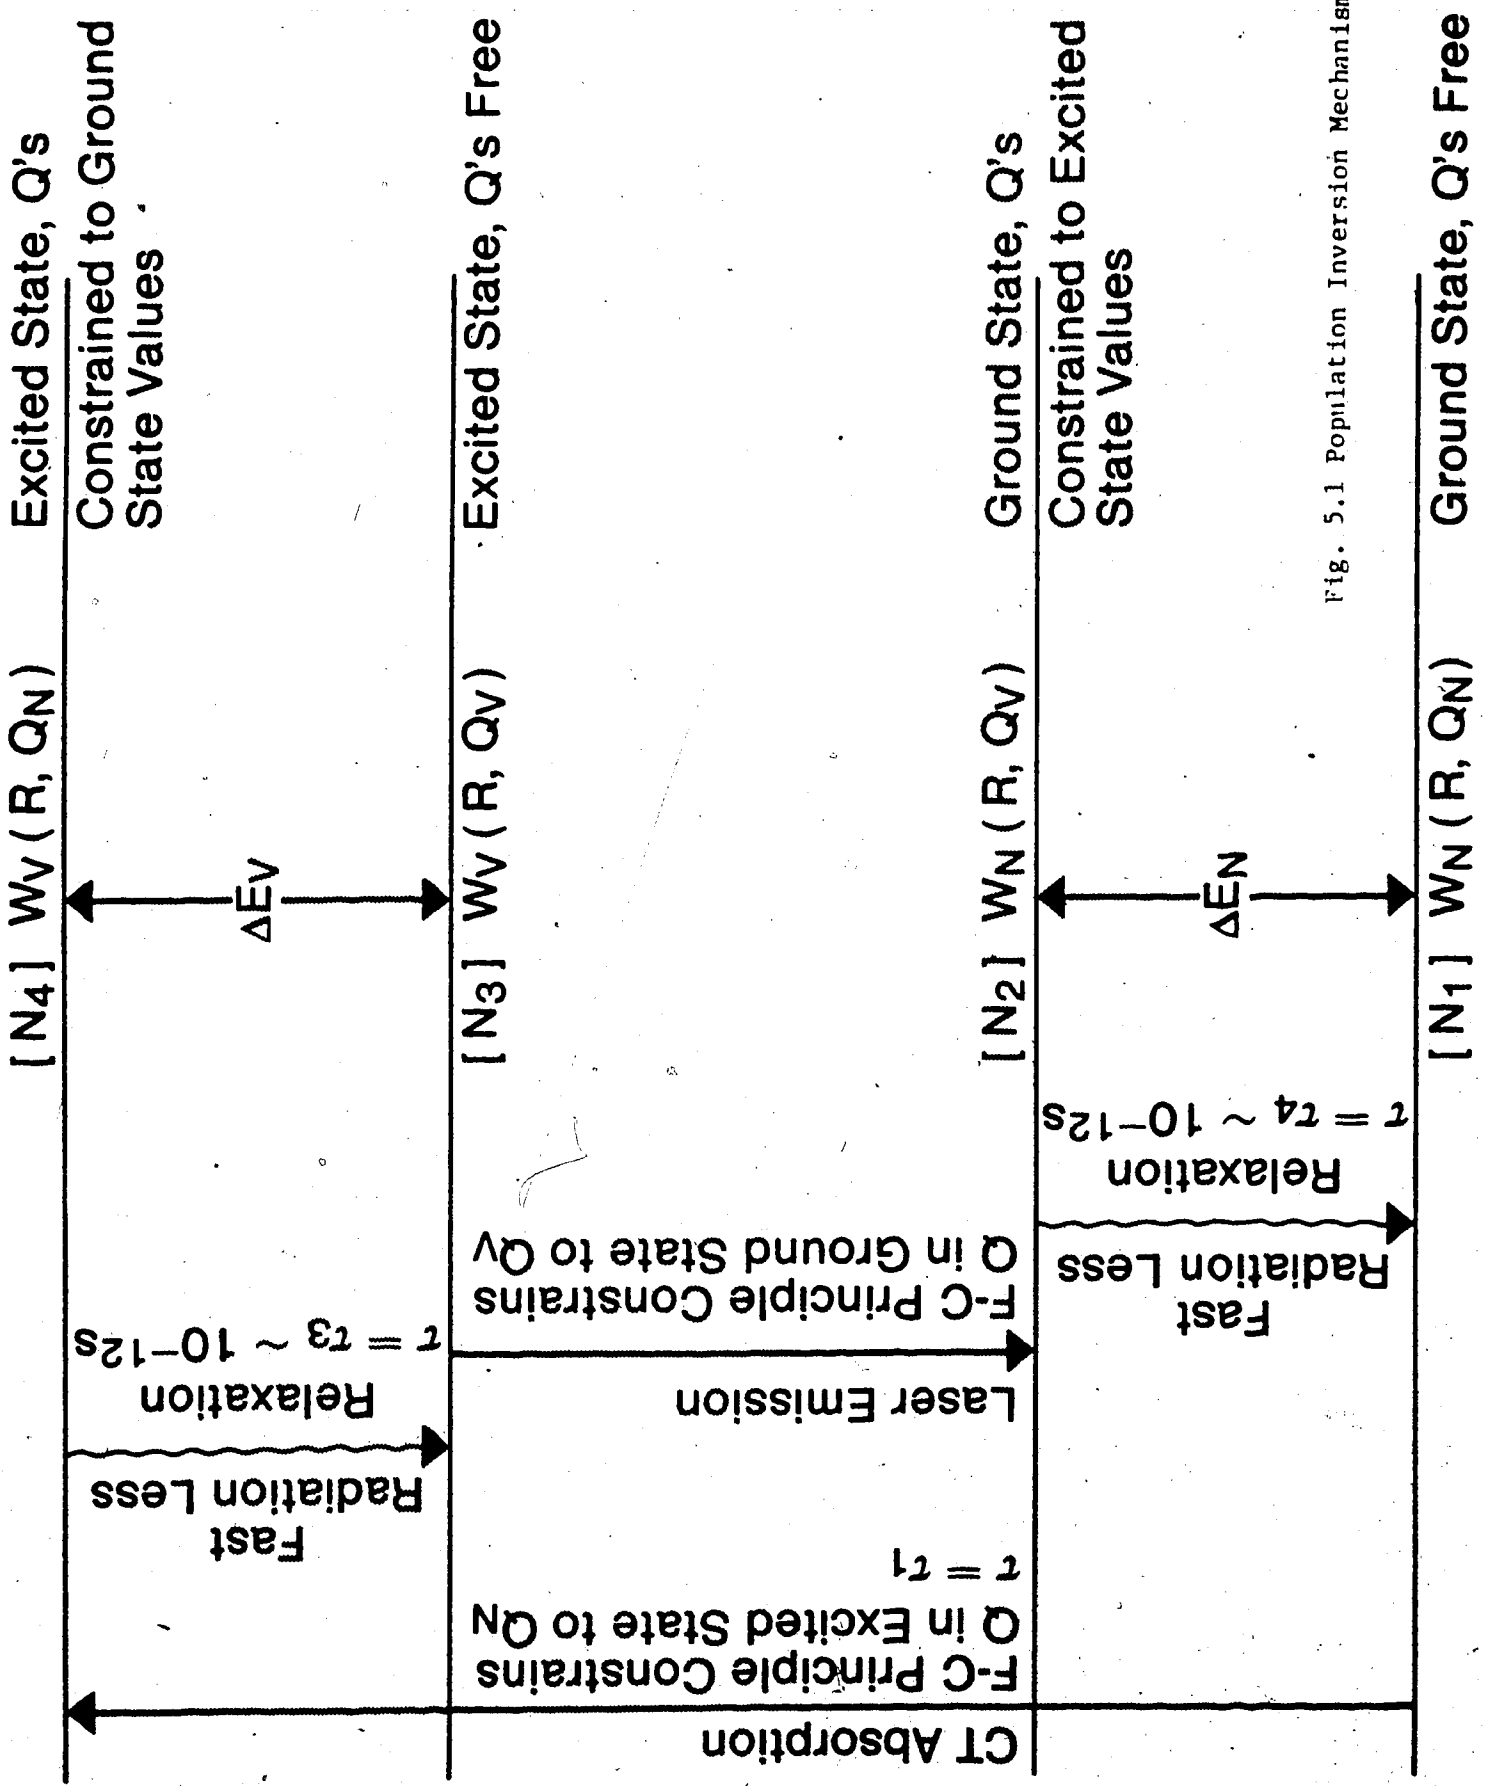 [N4] Wv (R, QN) Excited State, Q's
Constrained to Ground
State Values
ΔEv
[N3] Wv (R, Qv) Excited State, Q's Free
[N2] WN (R, Qv) Ground State, Q's
Constrained to Excited
State Values
ΔEN
[N1] WN (R, QN) Ground State, Q's Free
CT Absorption
F-C Principle Constrains
Q in Excited State to QN
τ = τ1
Fast
Radiation Less
Relaxation
τ = τ3 ~ 10−12s
Laser Emission
F-C Principle Constrains
Q in Ground State to Qv
Fast
Radiation Less
Relaxation
τ = τ4 ~ 10−12s
Fig. 5.1 Population Inversion Mechanism